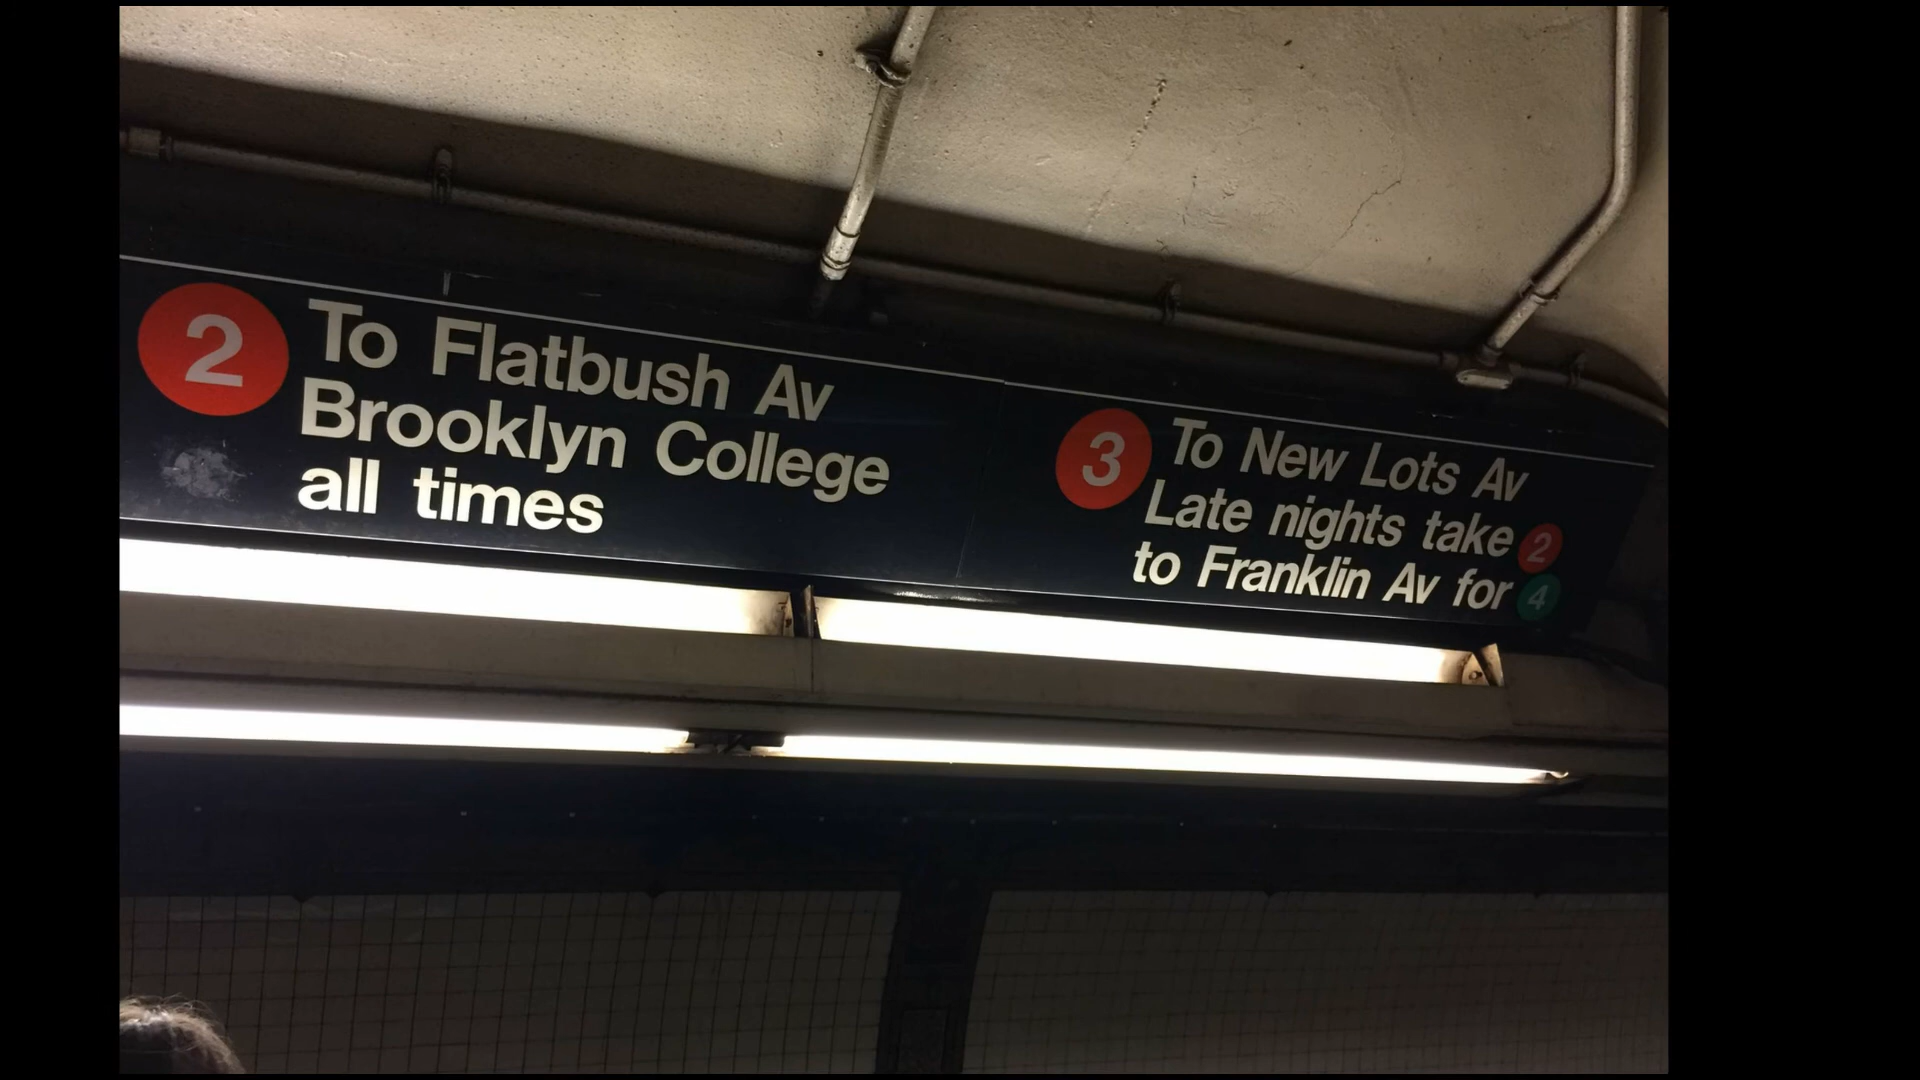 2 To Flatbush Av
Brooklyn College
all times
3 To New Lots Av
Late nights take 2
to Franklin Av for 4